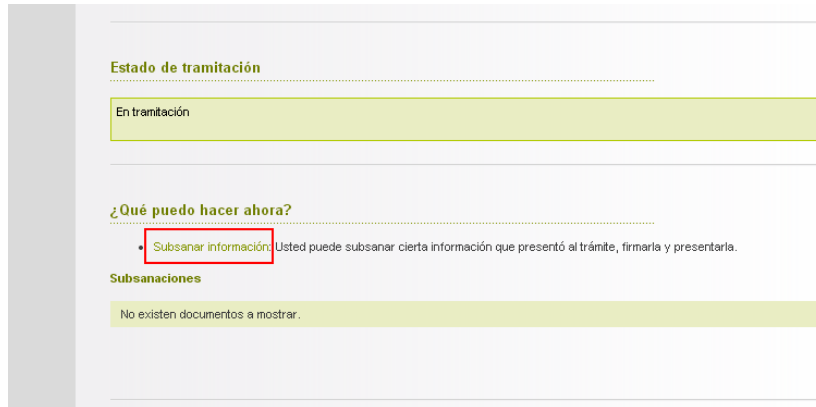 Estado de tramitación
En tramitación
¿Qué puedo hacer ahora?
Subsanar información: Usted puede subsanar cierta información que presentó al trámite, firmarla y presentarla.
Subsanaciones
No existen documentos a mostrar.